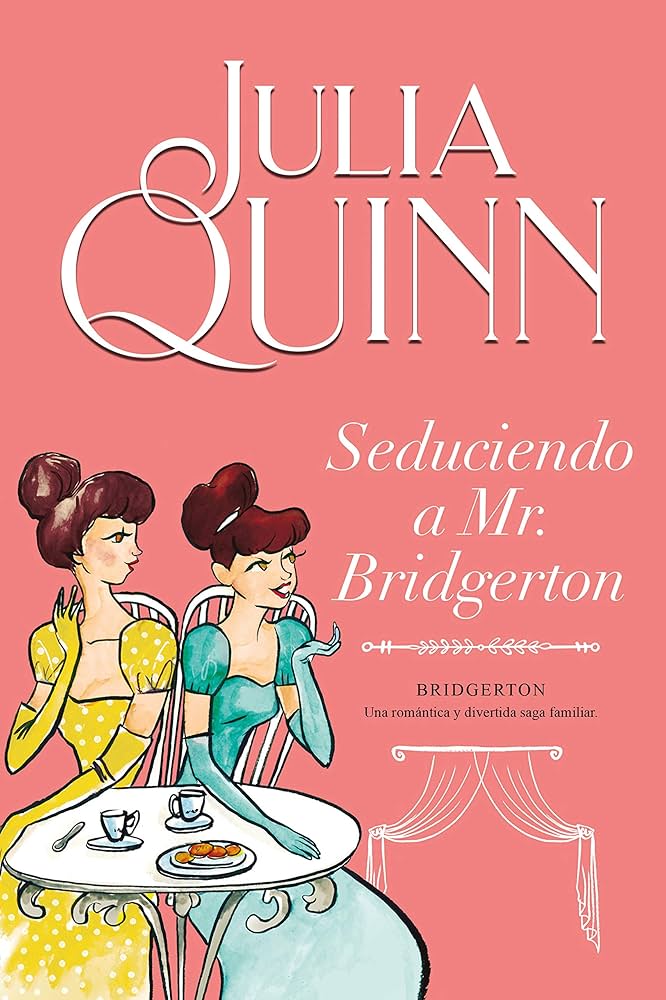 JULIA
QUINN
Seduciendo
a Mr.
Bridgerton
BRIDGERTON
Una romántica y divertida saga familiar.